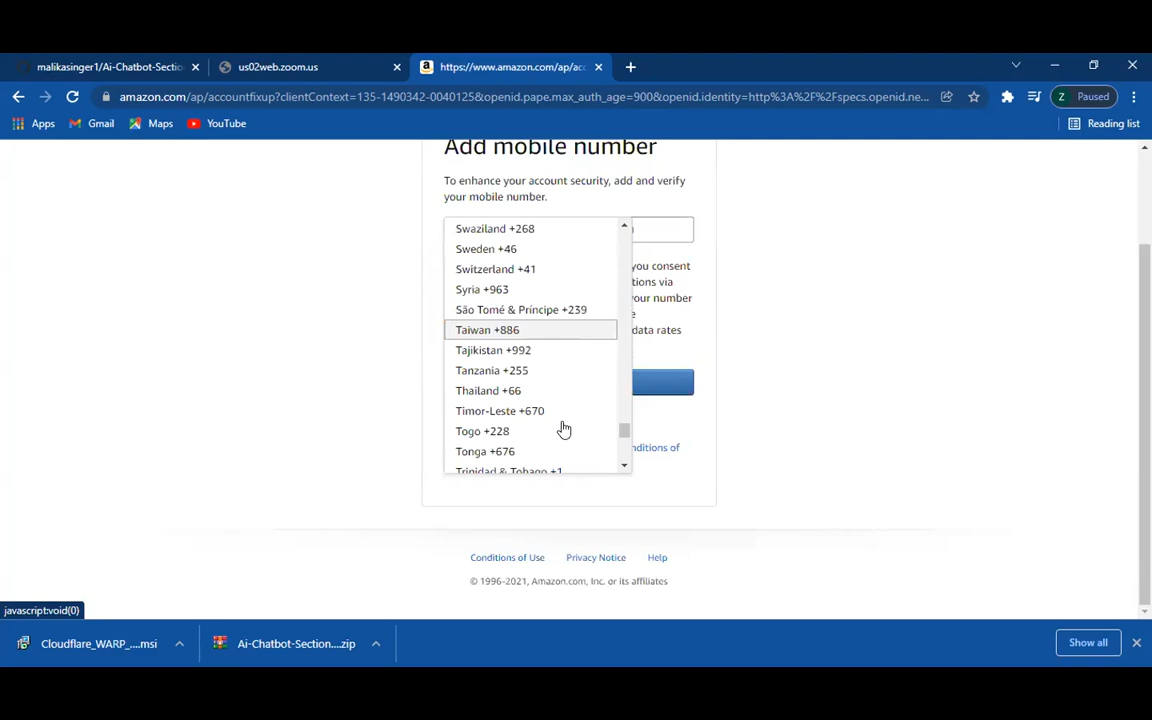 malikasinger1/Ai-Chatbot-Sectio
us02web.zoom.us
https://www.amazon.com/ap/acc
amazon.com/ap/accountfixup?clientContext=135-1490342-0040125&openid.pape.max_auth_age=900&openid.identity=http%3A%2F%2Fspecs.openid.ne...
Z Paused
Apps Gmail Maps YouTube Reading list
Add mobile number
To enhance your account security, add and verify
your mobile number.
Swaziland +268
Sweden +46
Switzerland +41
you consent
tions via
Syria +963
our number
São Tomé & Príncipe +239
Taiwan +886
data rates
Tajikistan +992
Tanzania +255
Thailand +66
Timor-Leste +670
Togo +228
Tonga +676
nditions of
Trinidad & Tobago +1
Conditions of Use Privacy Notice Help
© 1996-2021, Amazon.com, Inc. or its affiliates
javascript:void(0)
Cloudflare_WARP_....msi
Ai-Chatbot-Section....zip
Show all